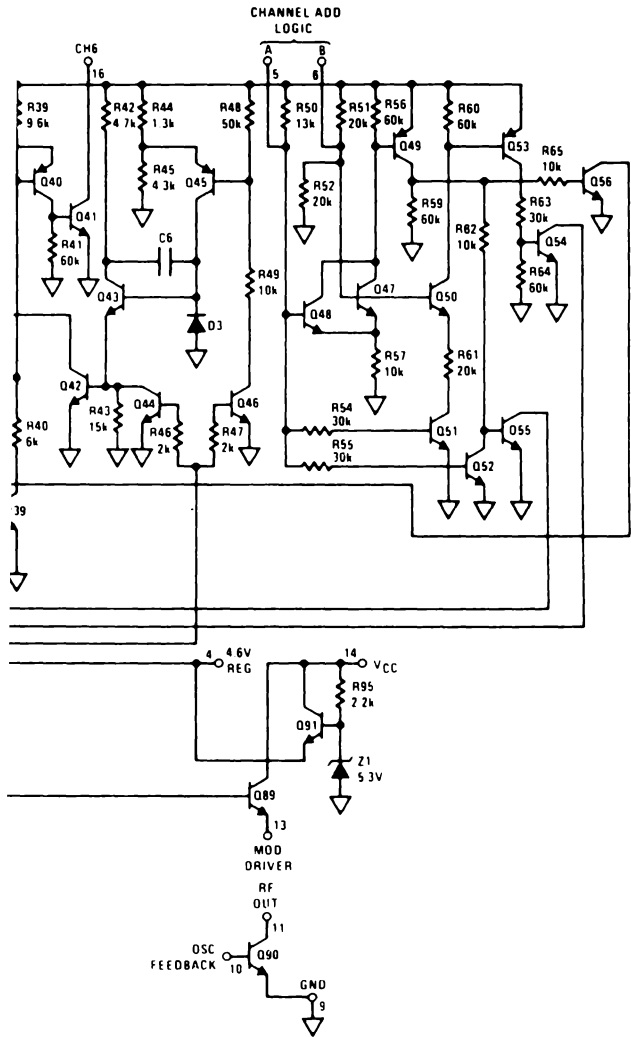 CHANNEL ADD
LOGIC
CH6
A
B
16
5
6
R39
9 6k
R42
4 7k
R44
1.3k
R48
50k
R50
13k
R51
20k
R56
60k
Q49
R60
60k
Q53
R65
10k
Q56
Q40
Q41
R45
4.3k
Q45
R52
20k
R59
60k
R62
10k
R63
30k
Q54
R41
60k
C6
R64
60k
Q43
R49
10k
Q47
Q50
D3
Q48
R57
10k
R61
20k
Q42
R43
15k
Q44
R46
2k
R47
2k
Q46
R40
6k
R54
30k
R55
30k
Q51
Q55
Q52
39
4
4.6V
REG
14
VCC
R95
2 2k
Q91
Z1
5 3V
Q89
13
MOD
DRIVER
RF
OUT
11
OSC
FEEDBACK
10
Q90
GND
9